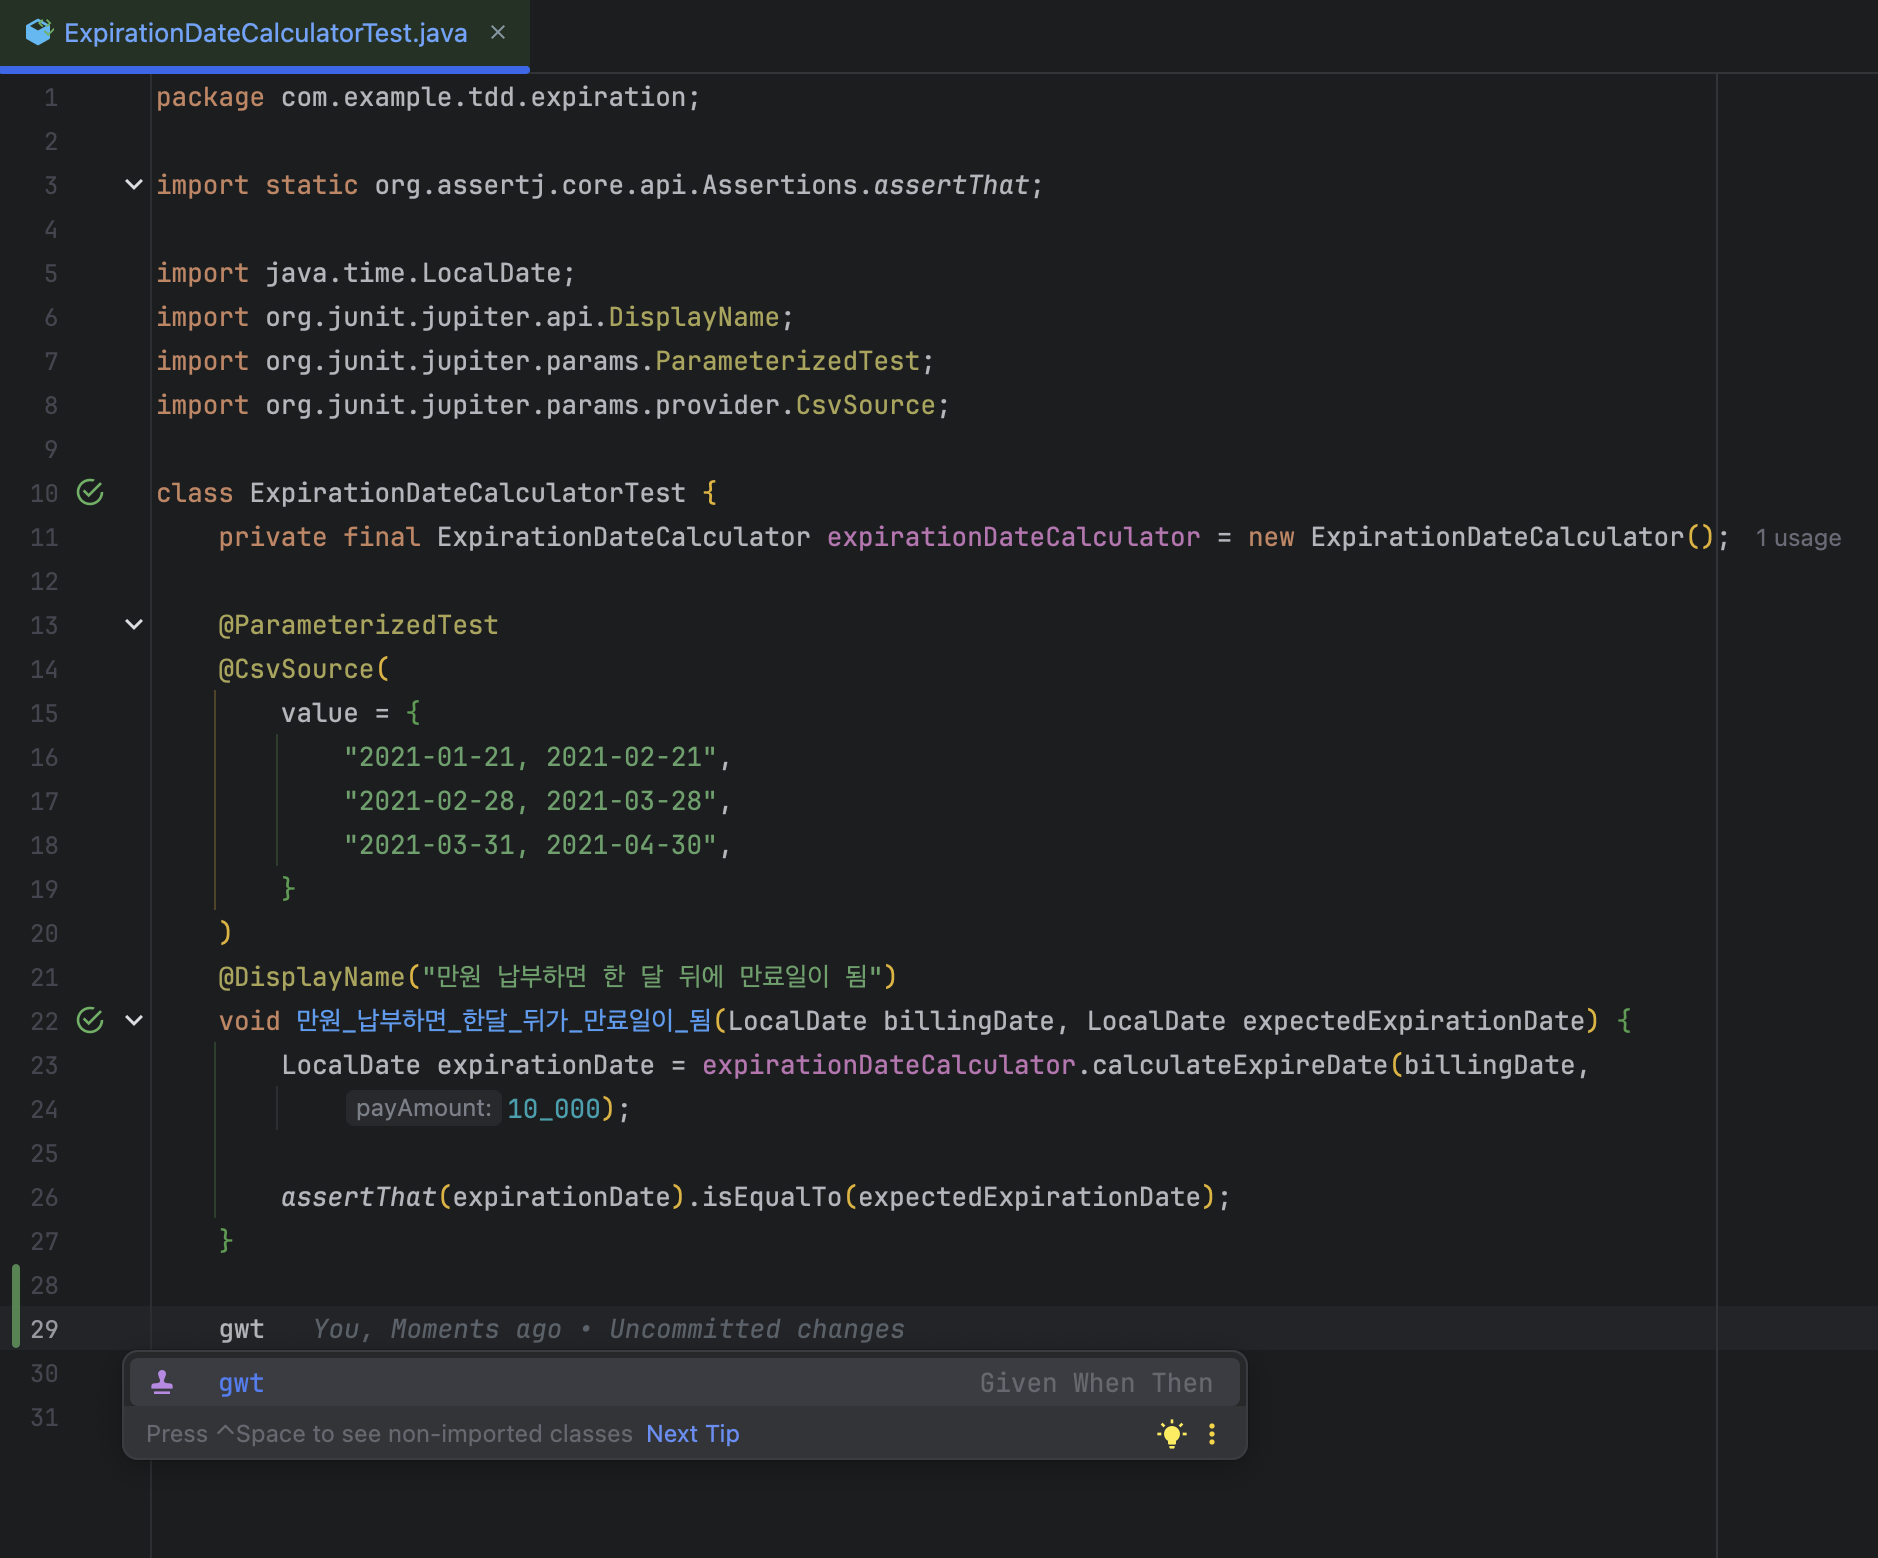 ExpirationDateCalculatorTest.java
1 package com.example.tdd.expiration;
2
3 import static org.assertj.core.api.Assertions.assertThat;
4
5 import java.time.LocalDate;
6 import org.junit.jupiter.api.DisplayName;
7 import org.junit.jupiter.params.ParameterizedTest;
8 import org.junit.jupiter.params.provider.CsvSource;
9
10 class ExpirationDateCalculatorTest {
11 private final ExpirationDateCalculator expirationDateCalculator = new ExpirationDateCalculator(); 1 usage
12
13 @ParameterizedTest
14 @CsvSource(
15 value = {
16 "2021-01-21, 2021-02-21",
17 "2021-02-28, 2021-03-28",
18 "2021-03-31, 2021-04-30",
19 }
20 )
21 @DisplayName("만원 납부하면 한 달 뒤에 만료일이 됨")
22 void 만원_납부하면_한달_뒤가_만료일이_됨(LocalDate billingDate, LocalDate expectedExpirationDate) {
23 LocalDate expirationDate = expirationDateCalculator.calculateExpireDate(billingDate,
24 payAmount: 10_000);
25
26 assertThat(expirationDate).isEqualTo(expectedExpirationDate);
27 }
28
29 gwt You, Moments ago • Uncommitted changes
30 gwt Given When Then
31 Press ^Space to see non-imported classes Next Tip